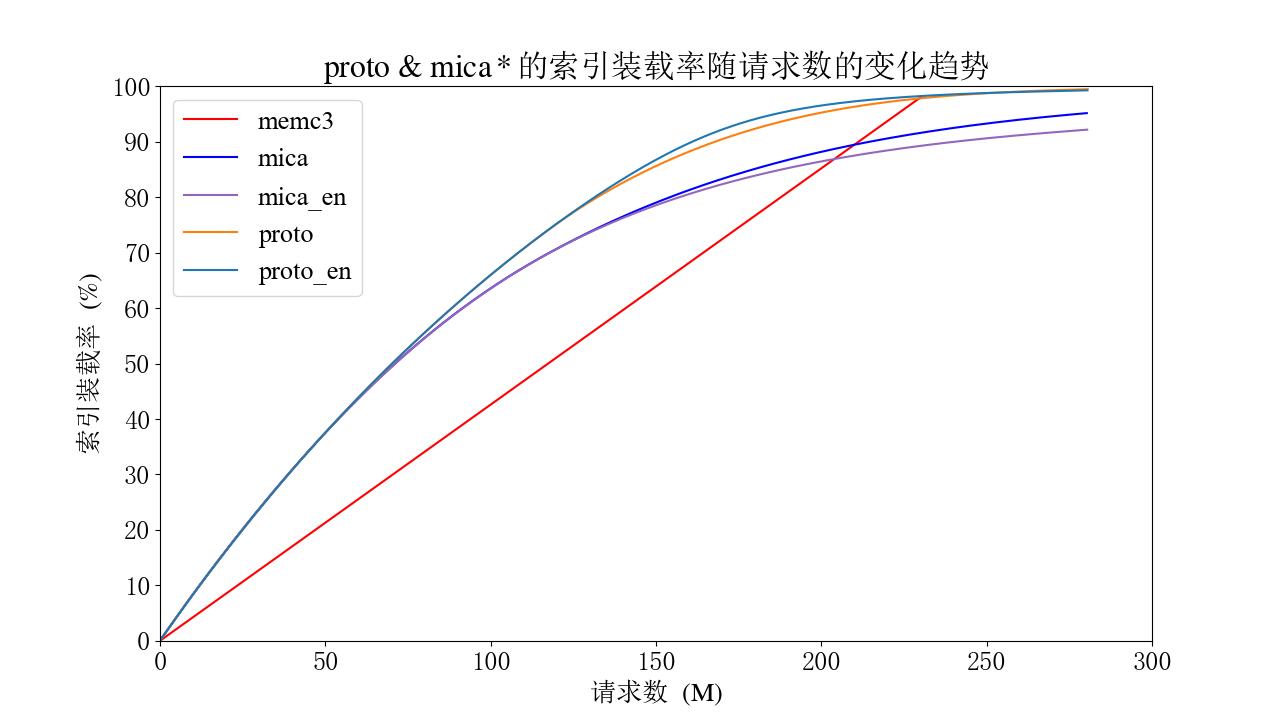 proto & mica * 的索引装载率随请求数的变化趋势
100
90
80
70
60
50
40
30
20
10
0
索引装载率 (%)
memc3
mica
mica_en
proto
proto_en
0 50 100 150 200 250 300
请求数 (M)